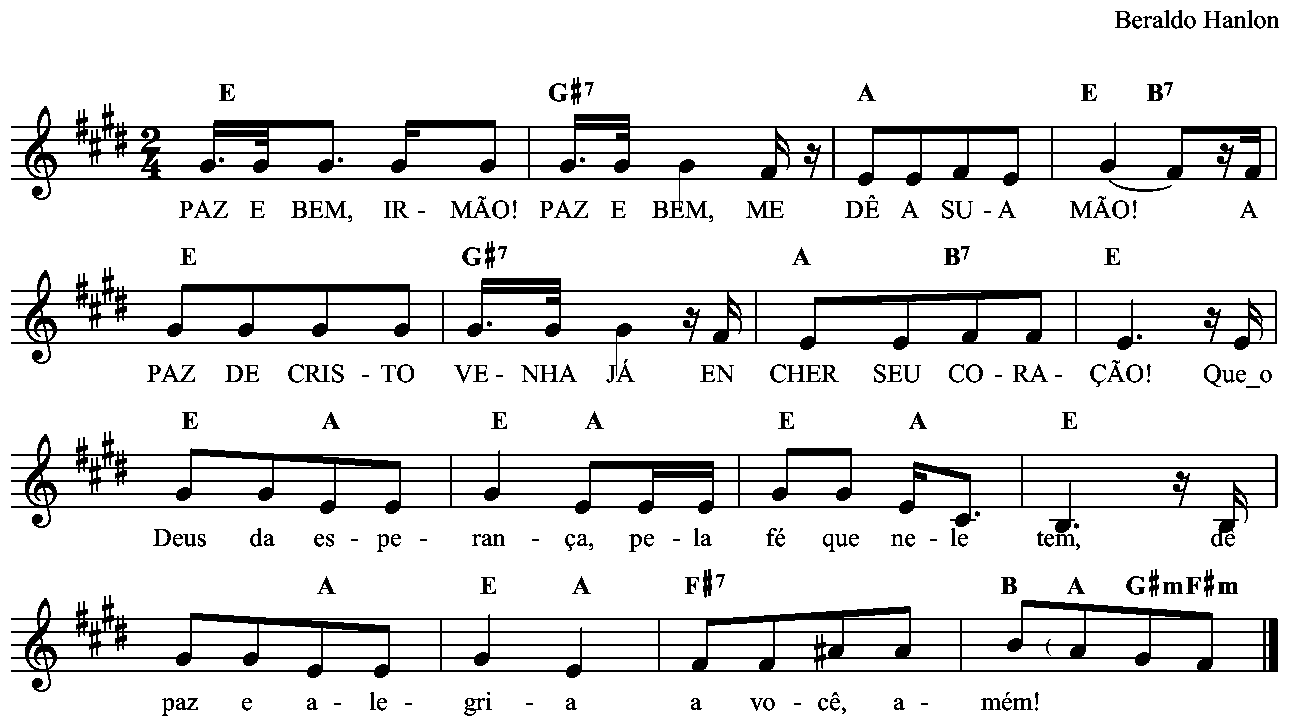 Beraldo Hanlon
E G♯7 A E B7
2
4
PAZ E BEM, IR - MÃO! PAZ E BEM, ME DÊ A SU - A MÃO! A
E G♯7 A B7 E
PAZ DE CRIS - TO VE - NHA JÁ EN CHER SEU CO - RA - ÇÃO! Que_o
E A E A E A E
Deus da es - pe - ran - ça, pe - la fé que ne - le tem, de
A E A F♯7 B A G♯m F♯m
paz e a - le - gri - a a vo - cê, a - mém!